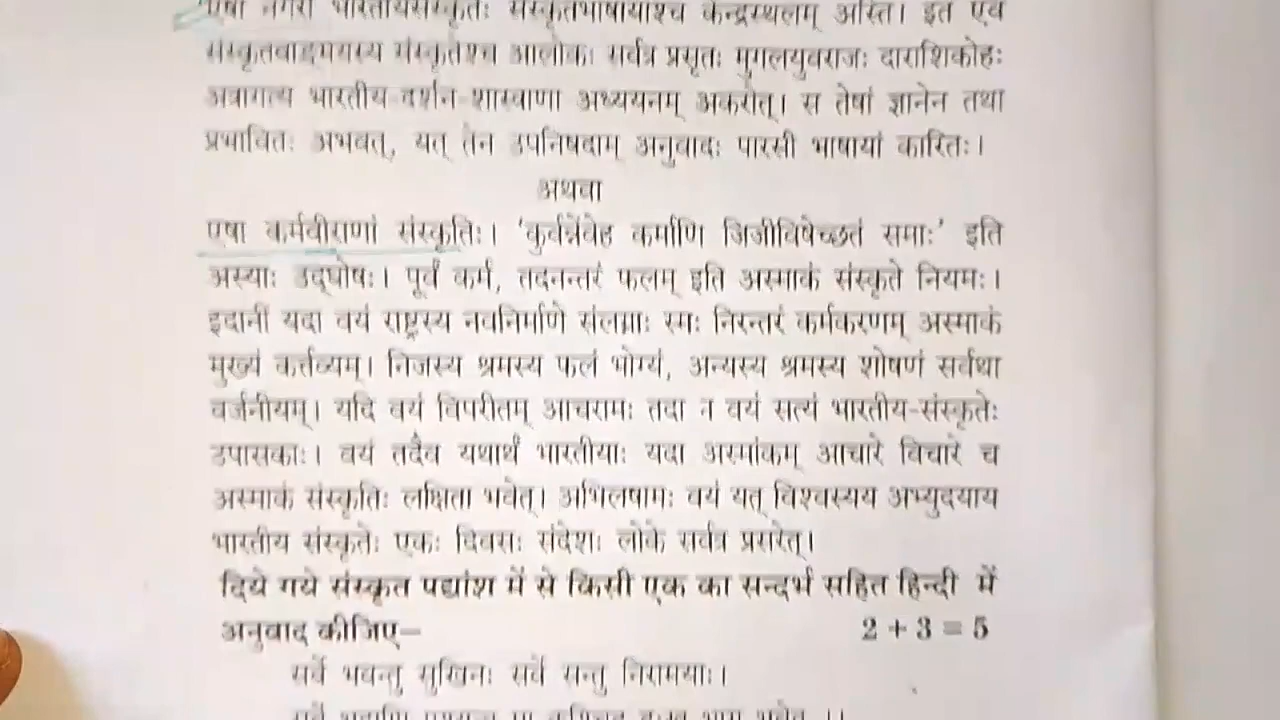 एषा नगरी भारतीयसंस्कृतेः संस्कृतभाषायाश्च केन्द्रस्थलम् अस्ति। इत एव
संस्कृतवाङ्मयस्य संस्कृतेश्च आलोकः सर्वत्र प्रसृतः मुगलयुवराजः दाराशिकोहः
अत्रागत्य भारतीय-दर्शन-शास्त्राणा अध्ययनम् अकरोत्। स तेषां ज्ञानेन तथा
प्रभावितः अभवत्, यत् तेन उपनिषदाम् अनुवादः पारसी भाषायां कारितः।
अथवा
एषा कर्मवीराणां संस्कृतिः। ‘कुर्वन्नेवेह कर्माणि जिजीविषेच्छतं समाः’ इति
अस्याः उद्घोषः। पूर्वं कर्म, तदनन्तरं फलम् इति अस्माकं संस्कृते नियमः।
इदानीं यदा वयं राष्ट्रस्य नवनिर्माणे संलग्नाः स्मः निरन्तरं कर्मकरणम् अस्माकं
मुख्यं कर्त्तव्यम्। निजस्य श्रमस्य फलं भोग्यं, अन्यस्य श्रमस्य शोषणं सर्वथा
वर्जनीयम्। यदि वयं विपरीतम् आचरामः तदा न वयं सत्यं भारतीय-संस्कृतेः
उपासकाः। वयं तदैव यथार्थं भारतीयाः यदा अस्मांकम् आचारे विचारे च
अस्माकं संस्कृतिः लक्षिता भवेत्। अभिलषामः वयं यत् विश्वस्यय अभ्युदयाय
भारतीय संस्कृतेः एकः दिवसः संदेशः लोके सर्वत्र प्रसरेत्।
दिये गये संस्कृत पद्यांश में से किसी एक का सन्दर्भ सहित हिन्दी में
अनुवाद कीजिए– 2 + 3 = 5
सर्वे भवन्तु सुखिनः सर्वे सन्तु निरामयाः।